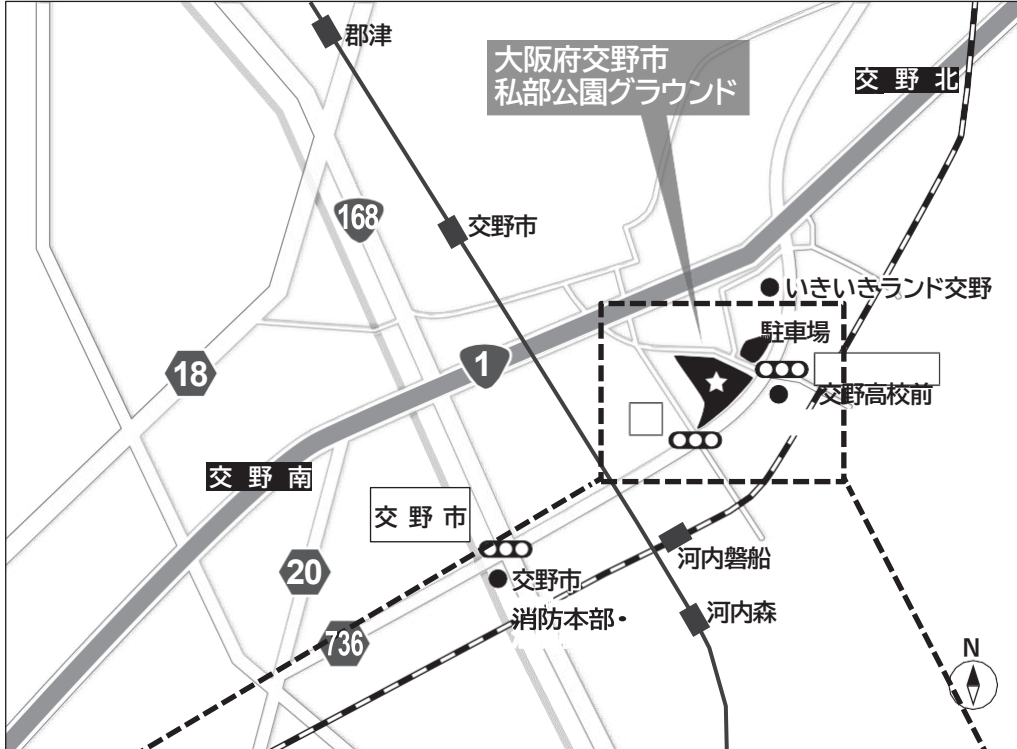 郡津
大阪府交野市
私部公園グラウンド
交野北
168
交野市
いきいきランド交野
駐車場
1
18
交野高校前
交野南
交野市
20
交野市
消防本部・
河内磐船
河内森
736
N